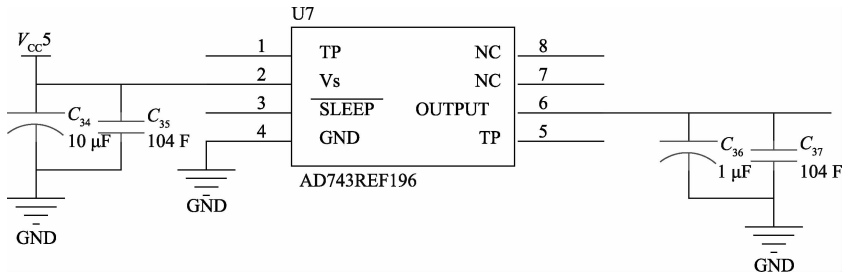 U7
V_CC5
1 TP NC 8
2 Vs NC 7
3 SLEEP OUTPUT 6
4 GND TP 5
C34 10 μF
C35 104 F
C36 1 μF
C37 104 F
AD743REF196
GND
GND
GND